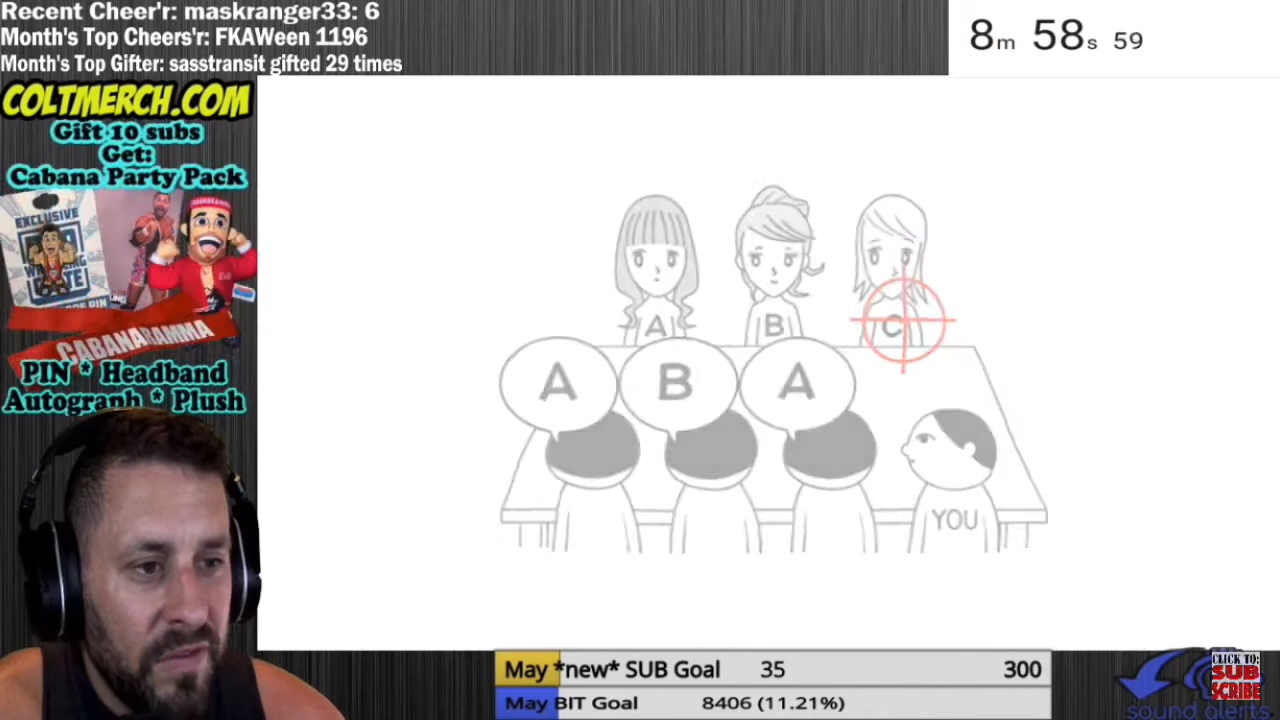 Recent Cheer'r: maskranger33: 6
Month's Top Cheers'r: FKAWeen 1196
Month's Top Gifter: sasstransit gifted 29 times
8m 58s 59
COLTMERCH.COM
Gift 10 subs
Get:
Cabana Party Pack
EXCLUSIVE
CABANARAMMA
PIN * Headband
Autograph * Plush
A
B
C
A
B
A
YOU
May *new* SUB Goal 35 300
May BIT Goal 8406 (11.21%)
CLICK TO:
SUB
SCRIBE
sound alerts